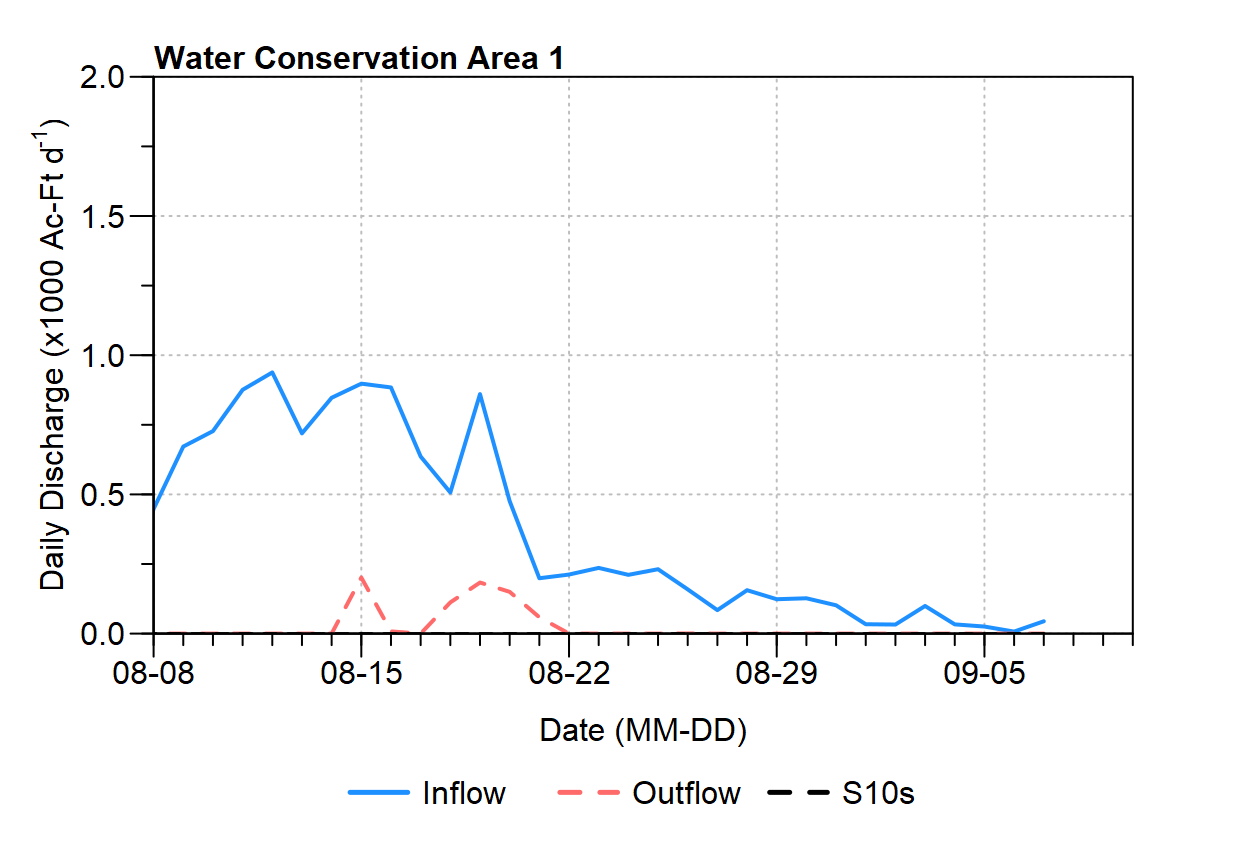 Water Conservation Area 1
Daily Discharge (x1000 Ac-Ft d-1)
2.0
1.5
1.0
0.5
0.0
08-08 08-15 08-22 08-29 09-05
Date (MM-DD)
Inflow Outflow S10s